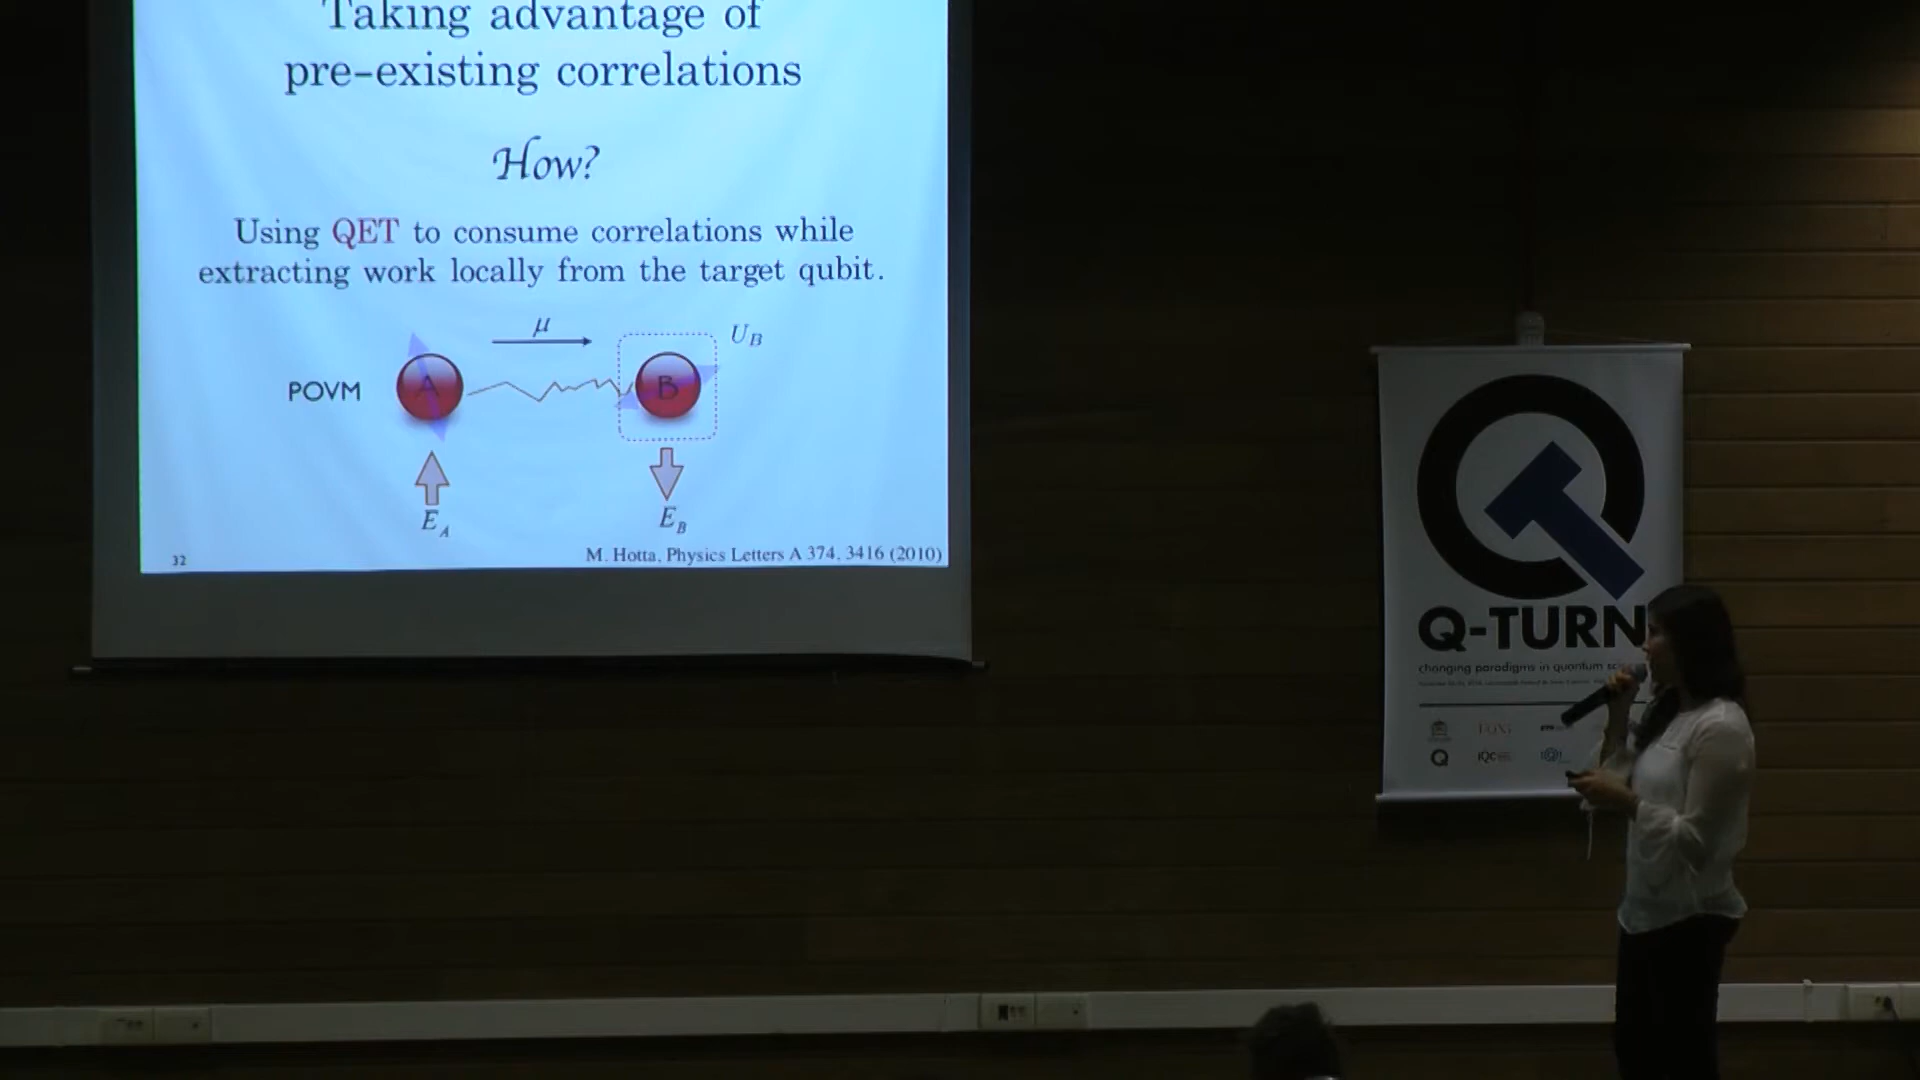 Taking advantage of
pre-existing correlations
How?
Using QET to consume correlations while
extracting work locally from the target qubit.
μ
U_B
POVM
A
B
E_A
E_B
32
M. Hotta, Physics Letters A 374, 3416 (2010)
Q-TURN
changing paradigms in quantum
IQC